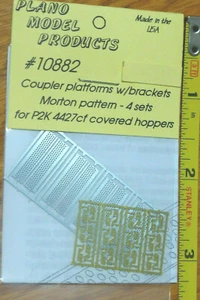 PLANO
MODEL
PRODUCTS
Made in the
USA
#10882
Coupler platforms w/brackets
Morton pattern - 4 sets
for P2K 4427cf covered hoppers
1
2
3
STANLEY